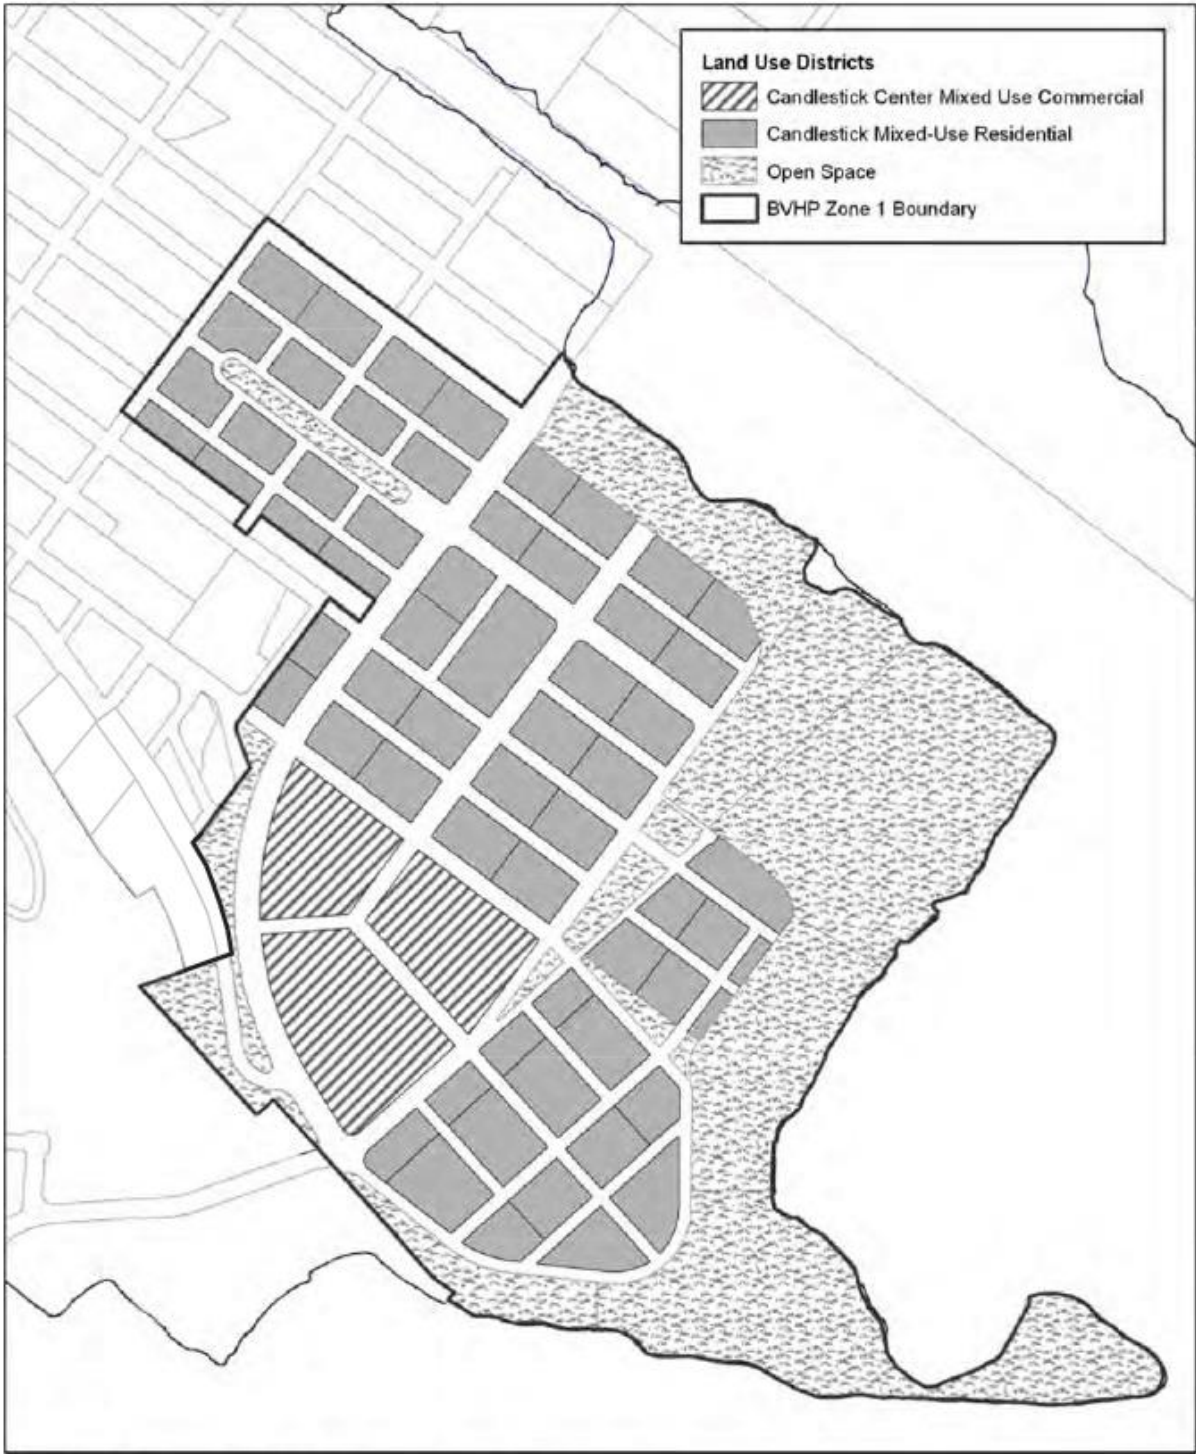 Land Use Districts
Candlestick Center Mixed Use Commercial
Candlestick Mixed-Use Residential
Open Space
BVHP Zone 1 Boundary